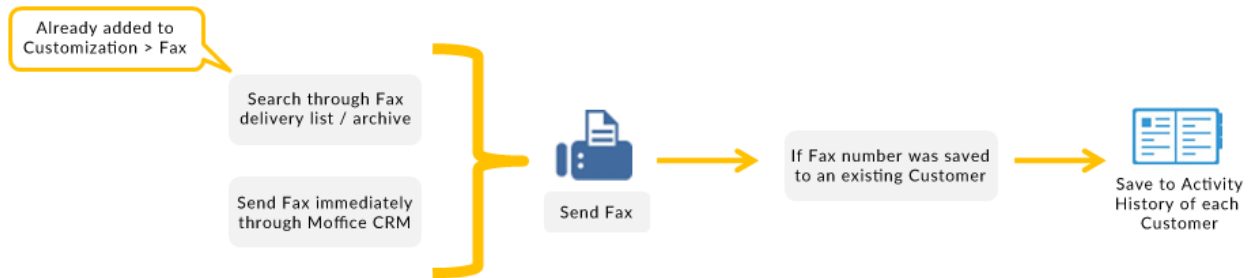 Already added to
Customization > Fax
Search through Fax
delivery list / archive
Send Fax immediately
through Moffice CRM
Send Fax
If Fax number was saved
to an existing Customer
Save to Activity
History of each
Customer